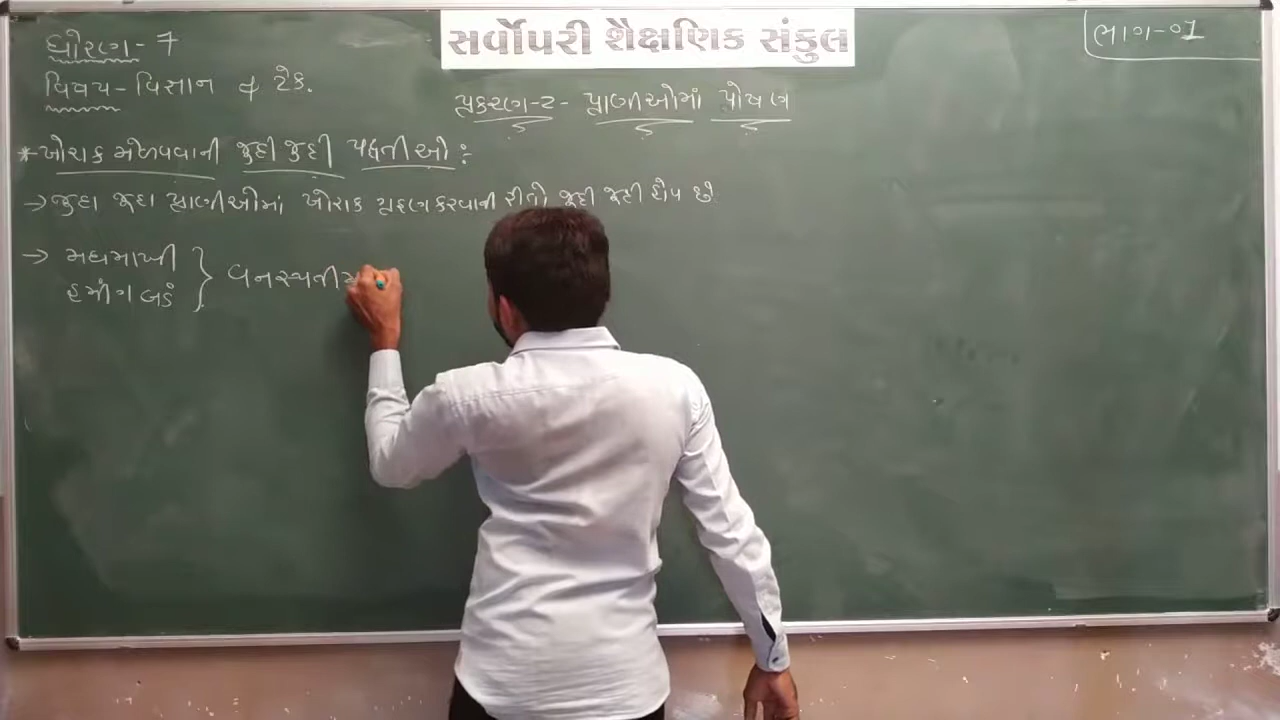 સર્વોપરી શૈક્ષણિક સંકુલ
ભાગ-01
ધોરણ-7
વિષય-વિજ્ઞાન & ટેક.
પ્રકરણ-2- પ્રાણીઓમાં પોષણ
*ખોરાક મેળવવાની જુદી જુદી પદ્ધતીઓ:
→ જુદા જુદા પ્રાણીઓમાં ખોરાક ગ્રહણ કરવાની રીતો જુદી જુદી હોય છે
→ મધમાખી
હમીંગ બર્ડ } વનસ્પતી